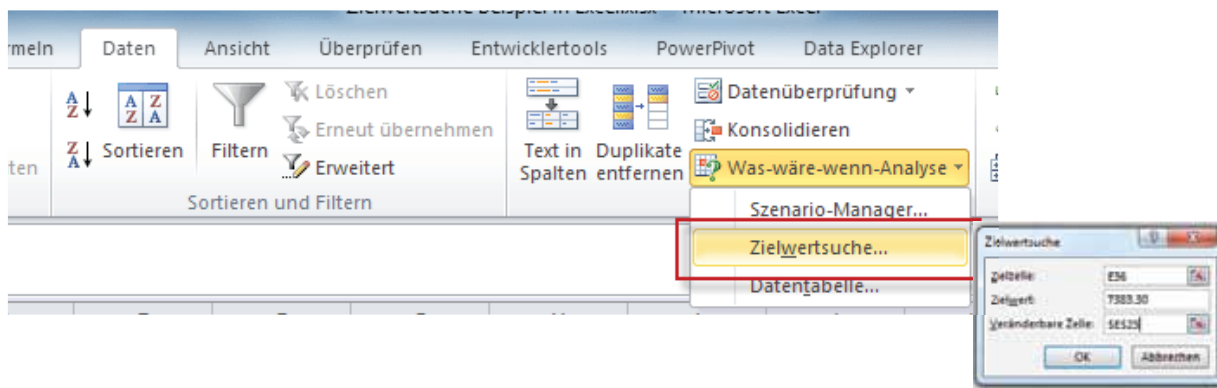 rmeln Daten Ansicht Überprüfen Entwicklertools PowerPivot Data Explorer
Löschen
Erneut übernehmen
Erweitert
Sortieren
Filtern
Text in Spalten
Duplikate entfernen
Datenüberprüfung
Konsolidieren
Was-wäre-wenn-Analyse
ten
Sortieren und Filtern
Szenario-Manager...
Zielwertsuche...
Datentabelle...
Zielwertsuche
Zielzelle: E36
Zielwert: 7383.30
Veränderbare Zelle: $E$25
OK Abbrechen